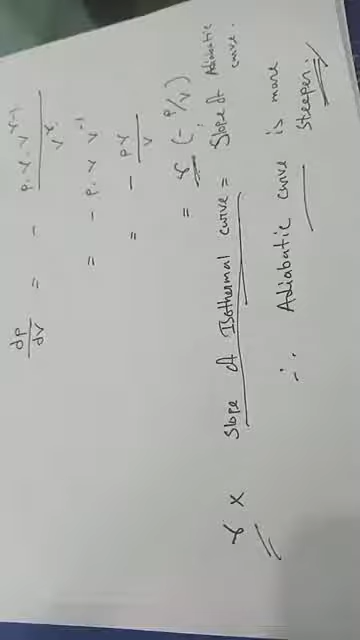 dp/dv = - p.γ v^γ-1 / v^γ
= - p.γ v^-1
= - pγ/v
= γ (- p/v)
γ x Slope of Isothermal curve = Slope of Adiabatic curve.
∴ Adiabatic curve is more steeper.